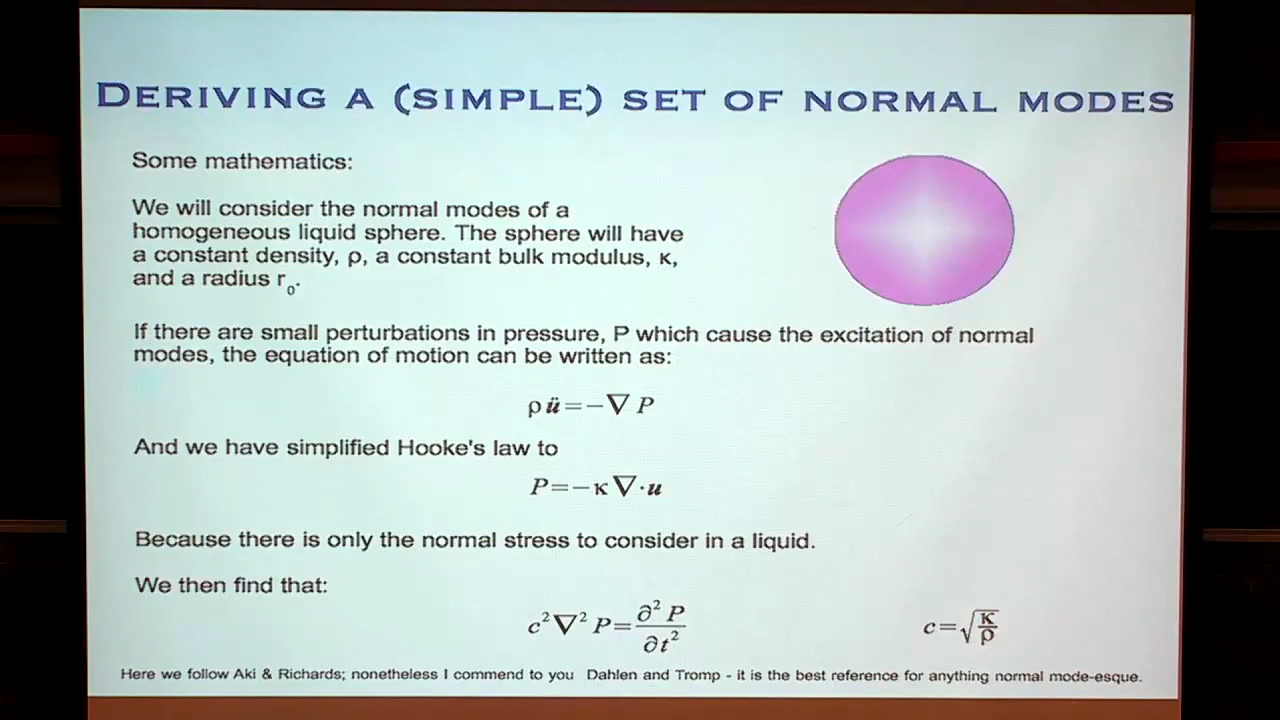 DERIVING A (SIMPLE) SET OF NORMAL MODES
Some mathematics:
We will consider the normal modes of a
homogeneous liquid sphere. The sphere will have
a constant density, ρ, a constant bulk modulus, κ,
and a radius r₀.
If there are small perturbations in pressure, P which cause the excitation of normal
modes, the equation of motion can be written as:
ρü=−∇P
And we have simplified Hooke's law to
P=−κ∇·u
Because there is only the normal stress to consider in a liquid.
We then find that:
c²∇²P=∂²P/∂t² c=√(κ/ρ)
Here we follow Aki & Richards; nonetheless I commend to you Dahlen and Tromp - it is the best reference for anything normal mode-esque.